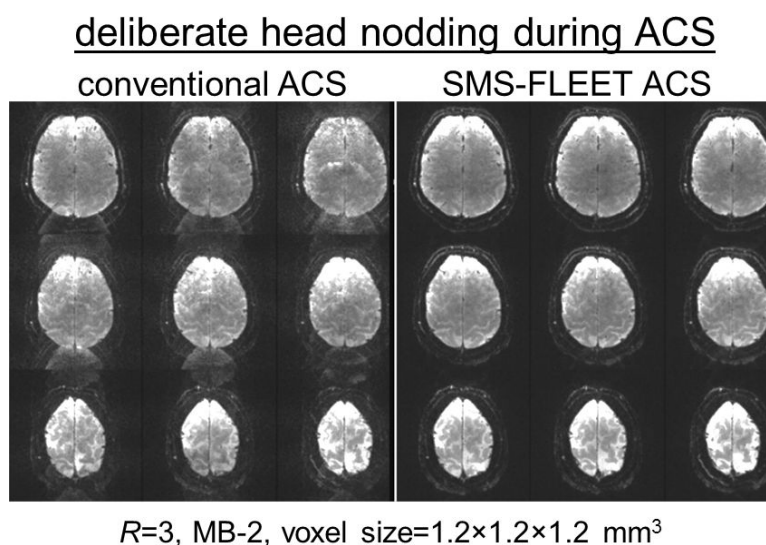 deliberate head nodding during ACS
conventional ACS
SMS-FLEET ACS
R=3, MB-2, voxel size=1.2×1.2×1.2 mm³